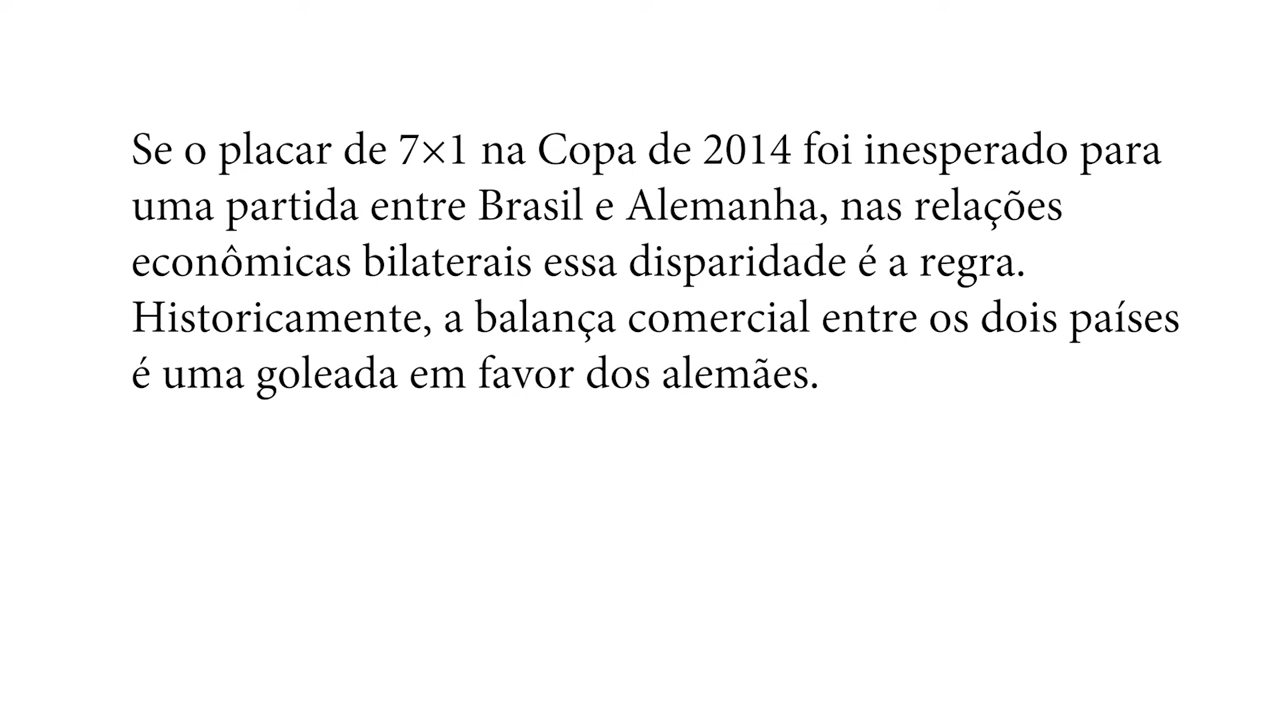 Se o placar de 7×1 na Copa de 2014 foi inesperado para
uma partida entre Brasil e Alemanha, nas relações
econômicas bilaterais essa disparidade é a regra.
Historicamente, a balança comercial entre os dois países
é uma goleada em favor dos alemães.